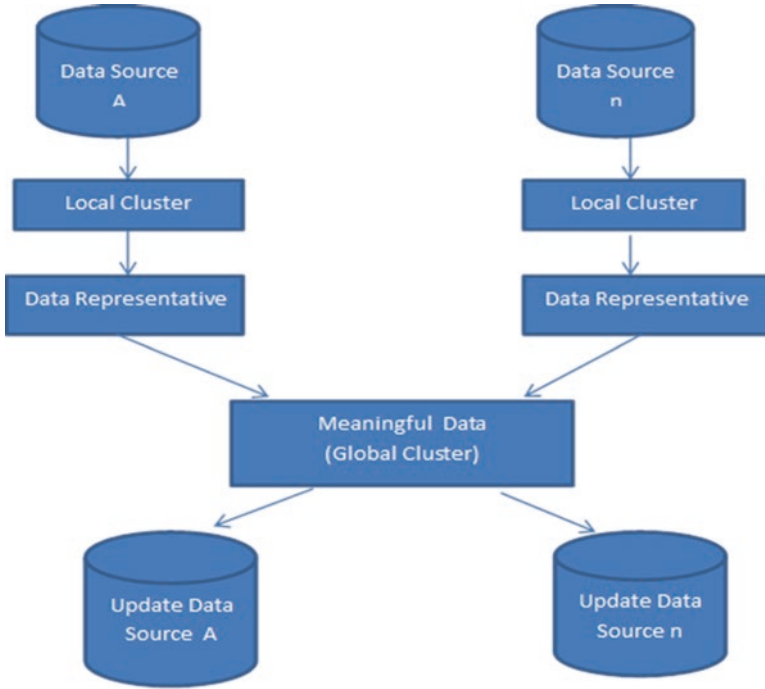 Data Source
A
Data Source
n
Local Cluster
Local Cluster
Data Representative
Data Representative
Meaningful Data
(Global Cluster)
Update Data
Source A
Update Data
Source n